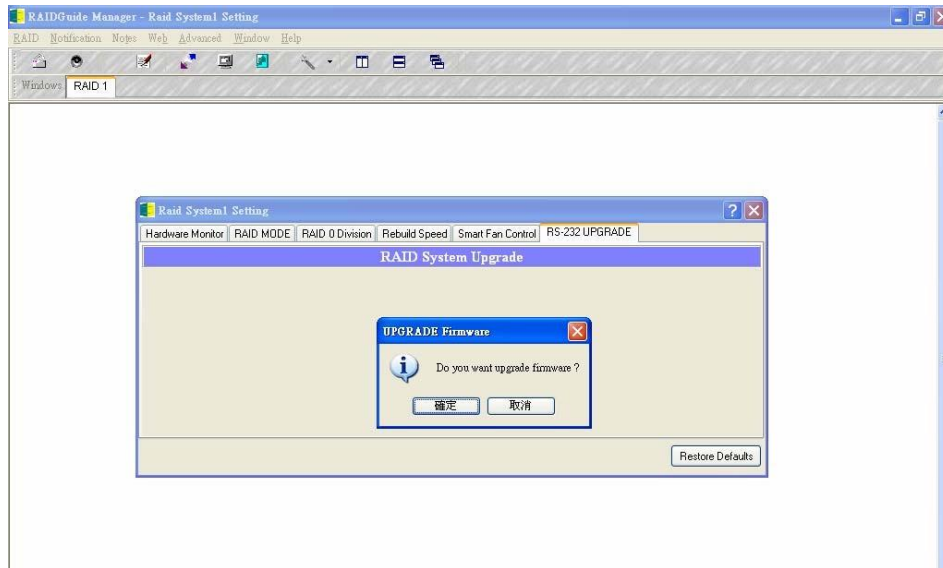 RAIDGuide Manager - Raid System1 Setting
RAID Notification Notes Web Advanced Window Help
Windows RAID 1
Raid System1 Setting
Hardware Monitor RAID MODE RAID 0 Division Rebuild Speed Smart Fan Control RS-232 UPGRADE
RAID System Upgrade
UPGRADE Firmware
Do you want upgrade firmware ?
確定 取消
Restore Defaults